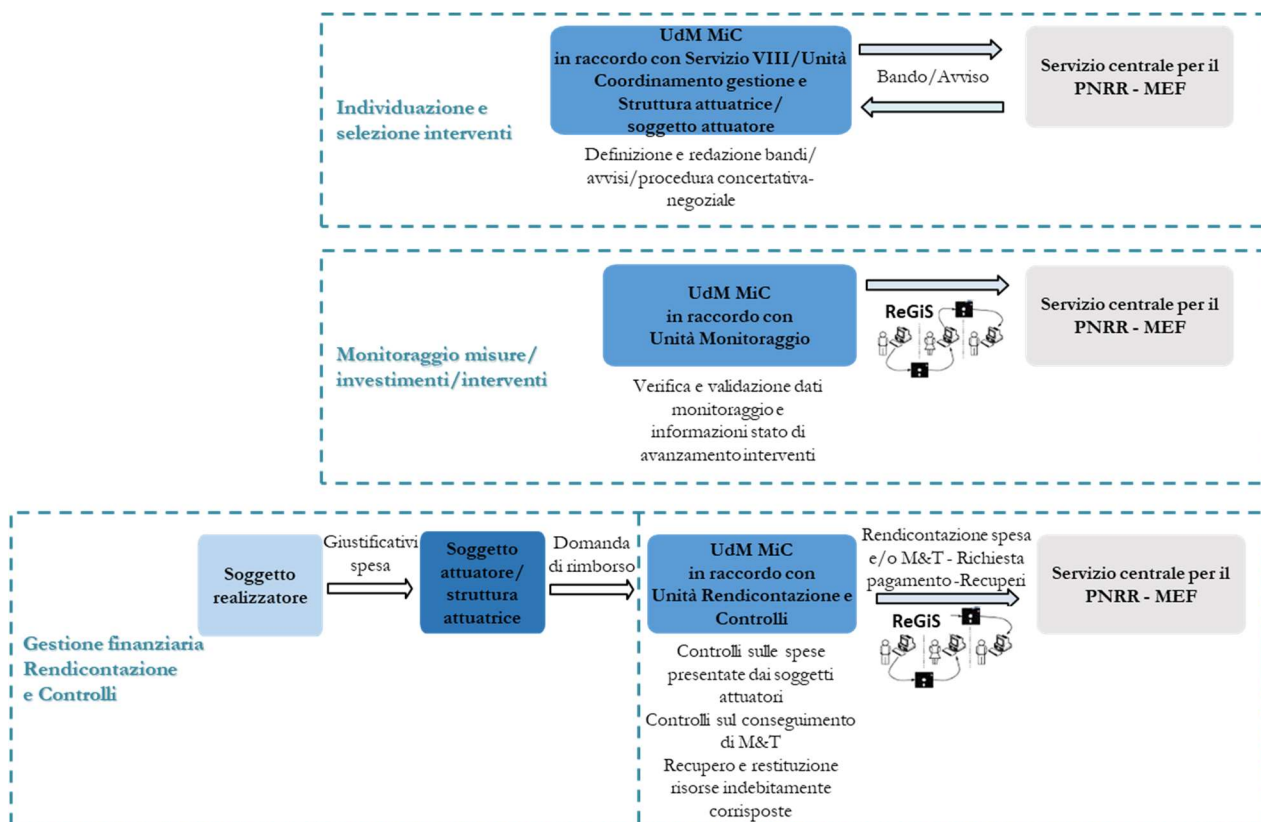 Individuazione e
selezione interventi
UdM MiC
in raccordo con Servizio VIII/Unità
Coordinamento gestione e
Struttura attuatrice/
soggetto attuatore
Definizione e redazione bandi/
avvisi/procedura concertativa-
negoziale
Bando/Avviso
Servizio centrale per il
PNRR - MEF
Monitoraggio misure/
investimenti/interventi
UdM MiC
in raccordo con
Unità Monitoraggio
Verifica e validazione dati
monitoraggio e
informazioni stato di
avanzamento interventi
ReGiS
Servizio centrale per il
PNRR - MEF
Gestione finanziaria
Rendicontazione
e Controlli
Soggetto
realizzatore
Giustificativi
spesa
Soggetto
attuatore/
struttura
attuatrice
Domanda
di rimborso
UdM MiC
in raccordo con
Unità Rendicontazione e
Controlli
Controlli sulle spese
presentate dai soggetti
attuatori
Controlli sul conseguimento
di M&T
Recupero e restituzione
risorse indebitamente
corrisposte
Rendicontazione spesa
e/o M&T - Richiesta
pagamento -Recuperi
ReGiS
Servizio centrale per il
PNRR - MEF